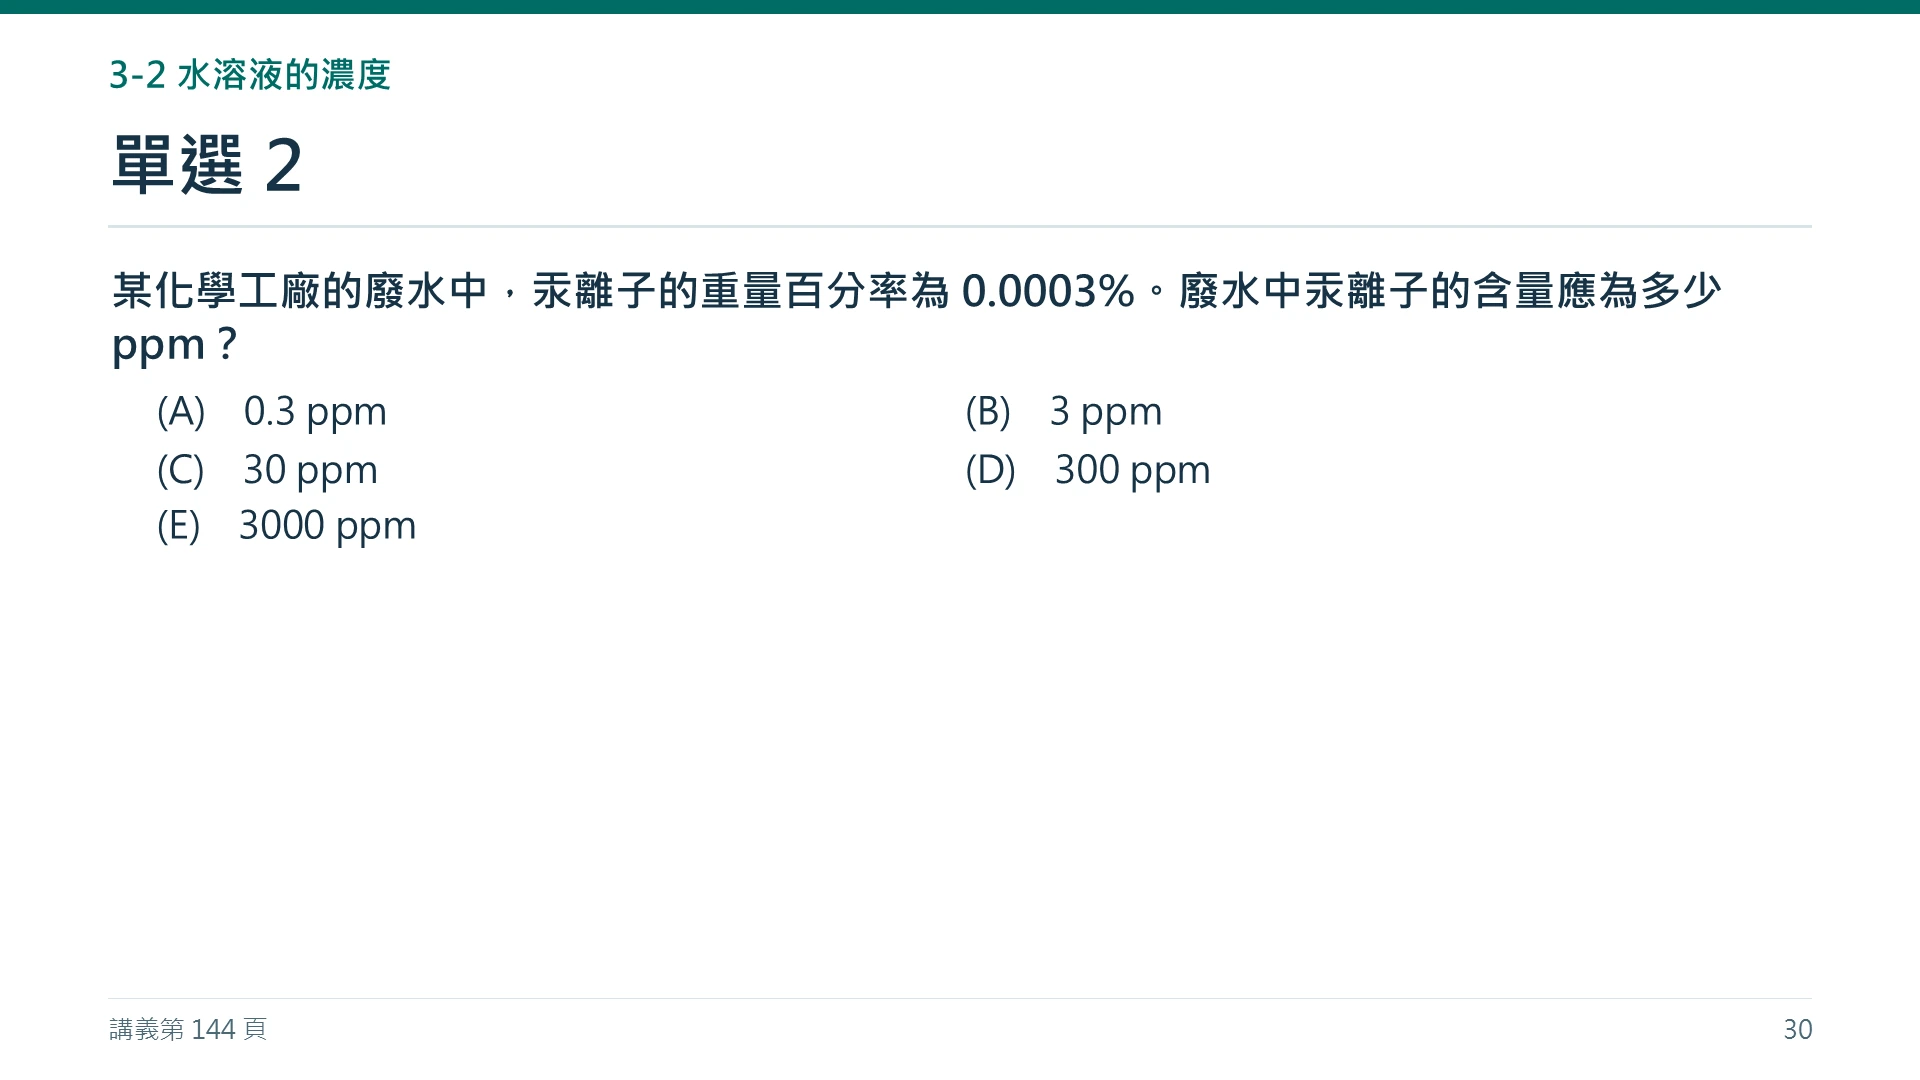 3-2 水溶液的濃度
單選 2
某化學工廠的廢水中，汞離子的重量百分率為 0.0003%。廢水中汞離子的含量應為多少
ppm？
(A) 0.3 ppm
(B) 3 ppm
(C) 30 ppm
(D) 300 ppm
(E) 3000 ppm
講義第 144 頁
30